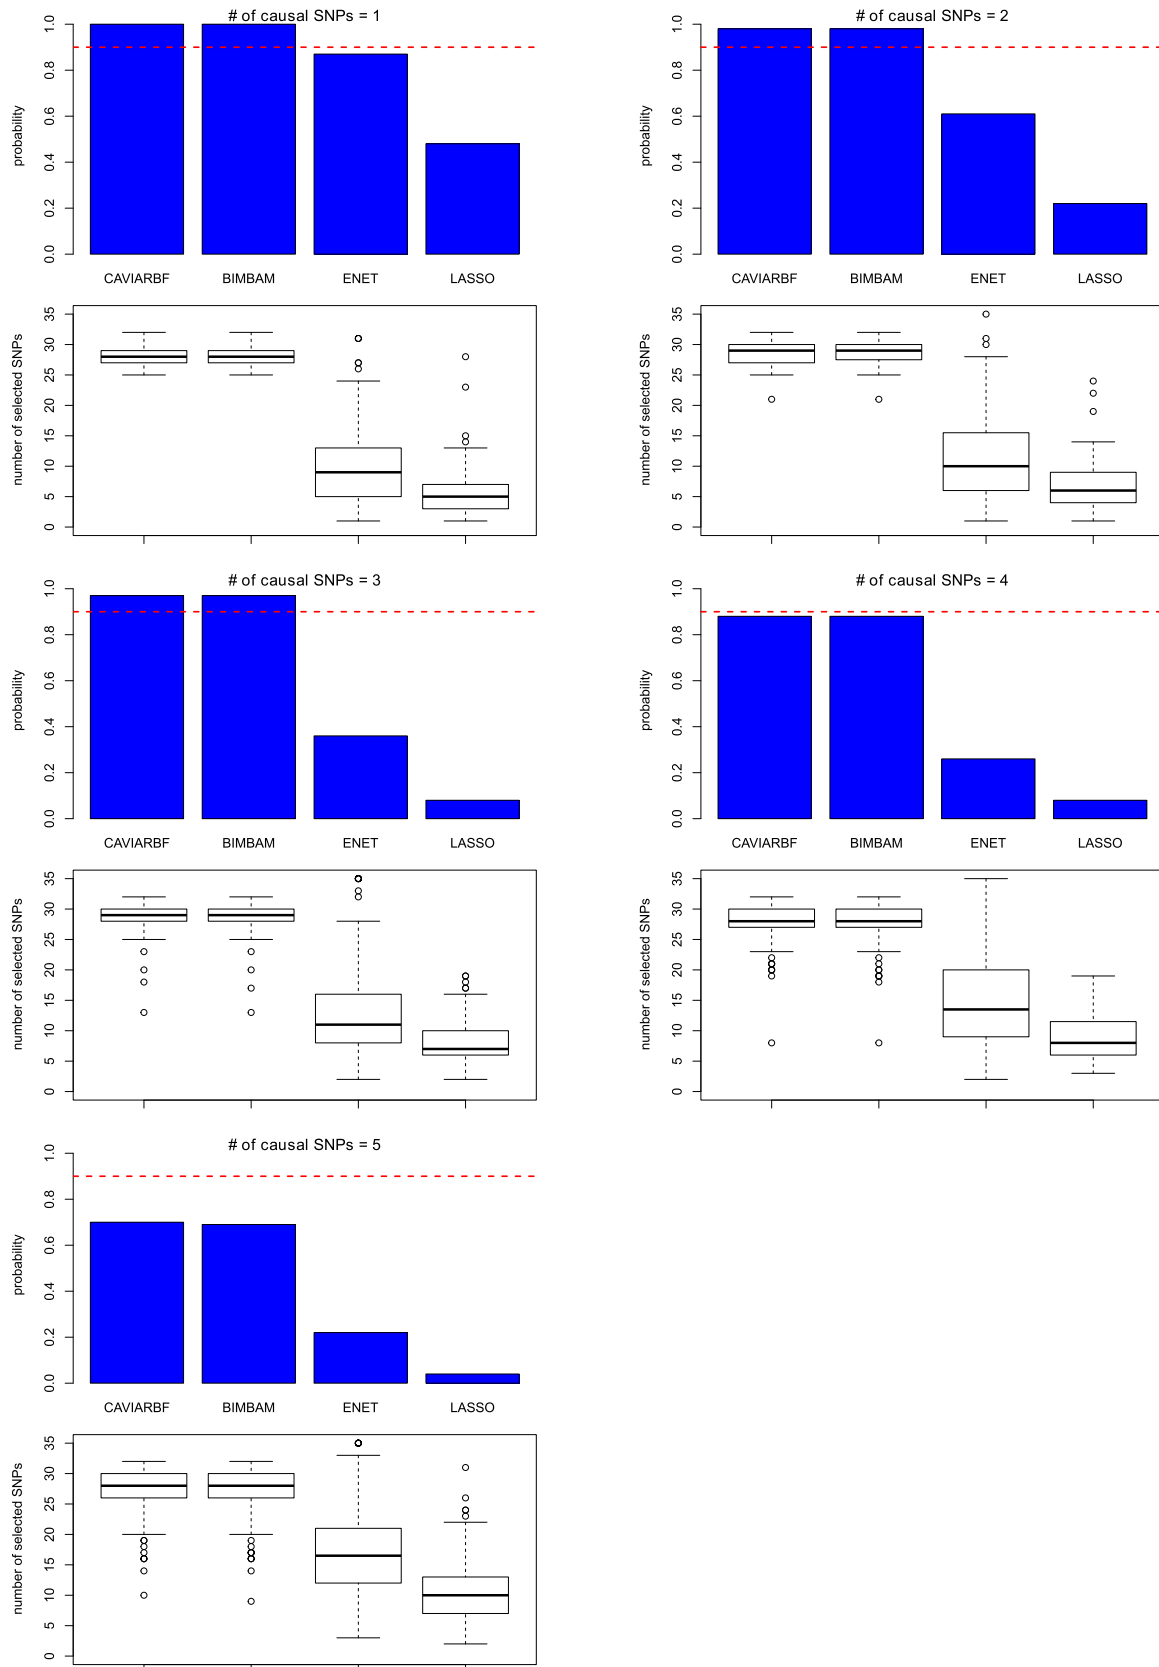 # of causal SNPs = 1
probability
0.0 0.2 0.4 0.6 0.8 1.0
CAVIARBF BIMBAM ENET LASSO
number of selected SNPs
0 5 10 15 20 25 30 35
# of causal SNPs = 2
probability
0.0 0.2 0.4 0.6 0.8 1.0
CAVIARBF BIMBAM ENET LASSO
number of selected SNPs
0 5 10 15 20 25 30 35
# of causal SNPs = 3
probability
0.0 0.2 0.4 0.6 0.8 1.0
CAVIARBF BIMBAM ENET LASSO
number of selected SNPs
0 5 10 15 20 25 30 35
# of causal SNPs = 4
probability
0.0 0.2 0.4 0.6 0.8 1.0
CAVIARBF BIMBAM ENET LASSO
number of selected SNPs
0 5 10 15 20 25 30 35
# of causal SNPs = 5
probability
0.0 0.2 0.4 0.6 0.8 1.0
CAVIARBF BIMBAM ENET LASSO
number of selected SNPs
0 5 10 15 20 25 30 35